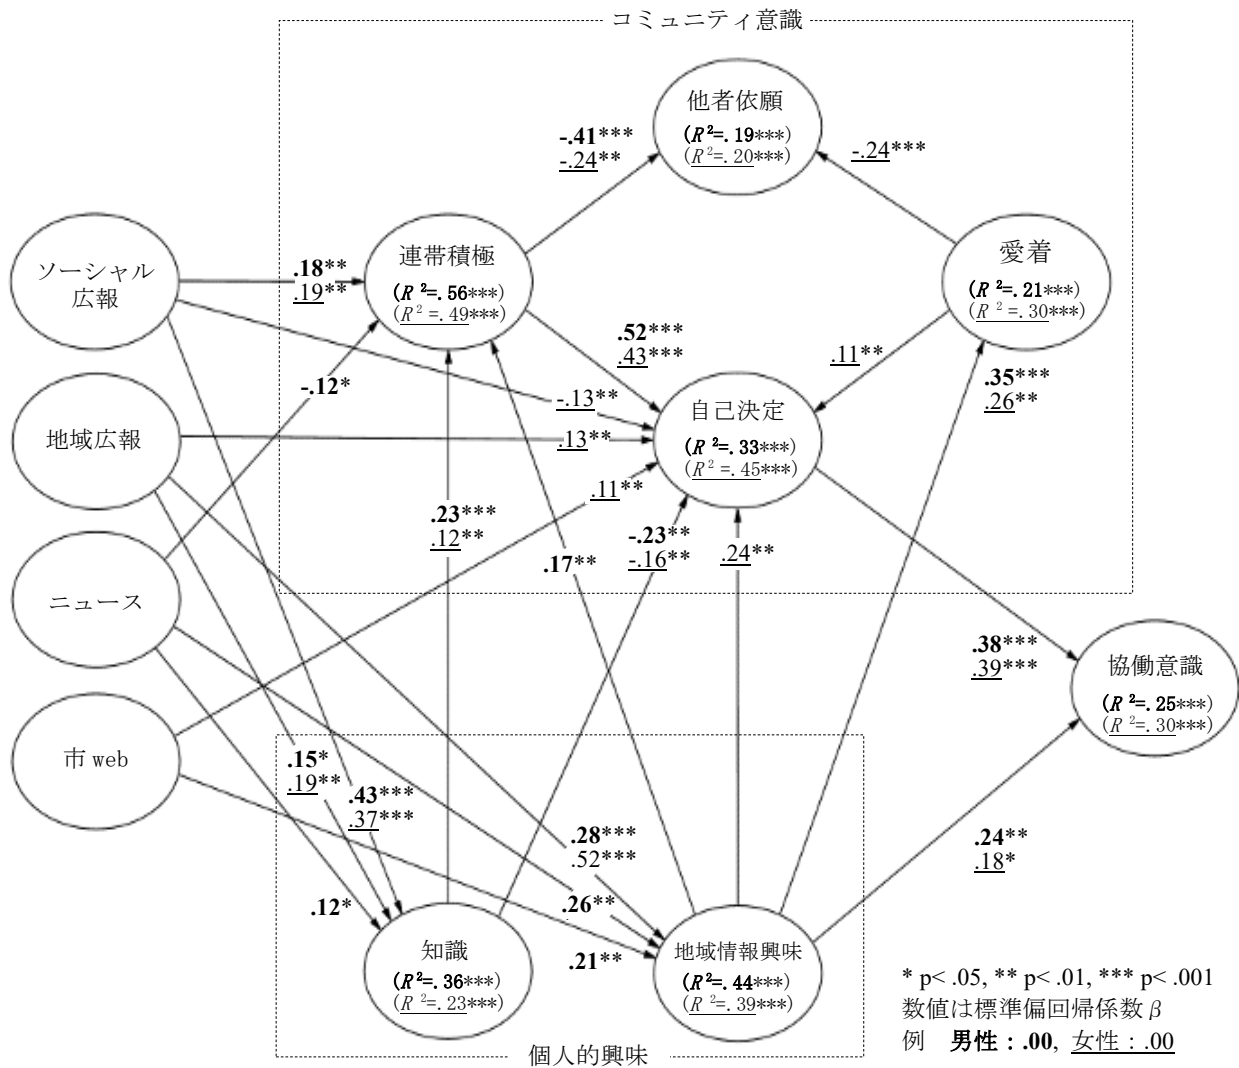 コミュニティ意識
他者依願
(R²=.19***)
(R²=.20***)
-.41***
-.24**
-.24***
ソーシャル
広報
.18**
.19**
連帯積極
(R²=.56***)
(R²=.49***)
愛着
(R²=.21***)
(R²=.30***)
.52***
.43***
.11**
-.12*
-.13**
.35***
.26**
地域広報
.13**
自己決定
(R²=.33***)
(R²=.45***)
.11**
.23***
.12**
-.23**
-.16**
.17**
.24**
ニュース
.38***
.39***
協働意識
(R²=.25***)
(R²=.30***)
市web
.15*
.19**
.43***
.37***
.28***
.52***
.24**
.18*
.12*
.26**
.21**
知識
(R²=.36***)
(R²=.23***)
地域情報興味
(R²=.44***)
(R²=.39***)
個人的興味
* p< .05, ** p< .01, *** p< .001
数値は標準偏回帰係数β
例 男性：.00, 女性：.00